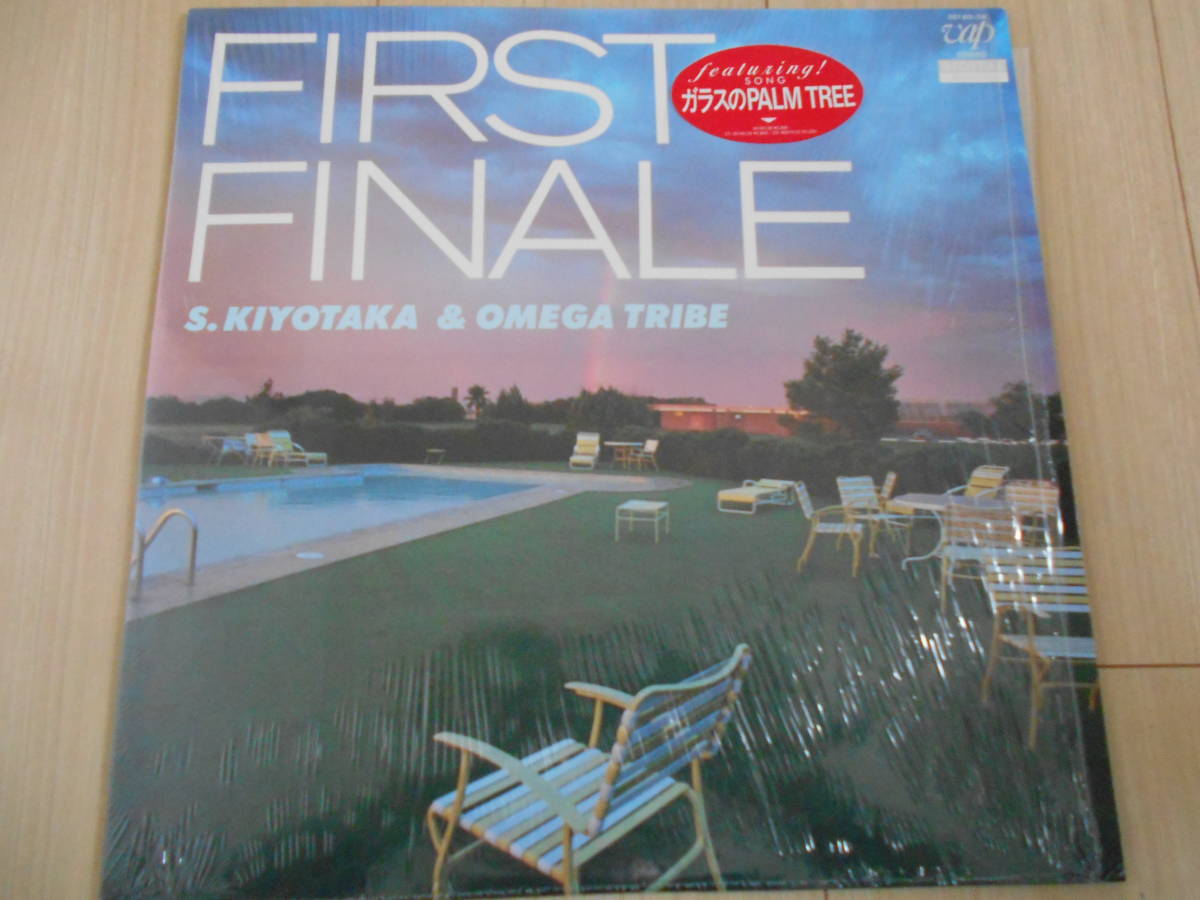 FIRST
FINALE
S. KIYOTAKA & OMEGA TRIBE
featuring!
SONG
ガラスのPALM TREE
vap